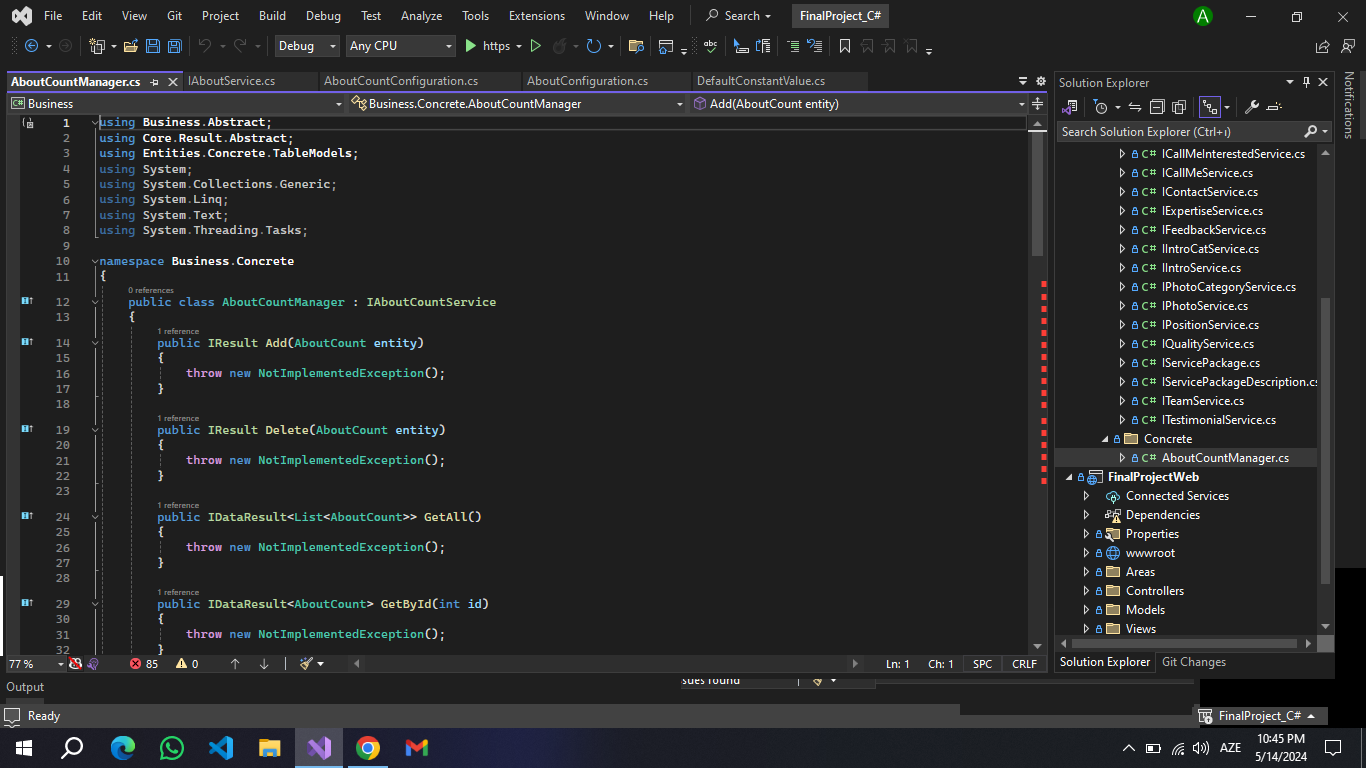 File Edit View Git Project Build Debug Test Analyze Tools Extensions Window Help Search FinalProject_C# A
Debug Any CPU https
AboutCountManager.cs IAboutService.cs AboutCountConfiguration.cs AboutConfiguration.cs DefaultConstantValue.cs
Business Business.Concrete.AboutCountManager Add(AboutCount entity)
1 using Business.Abstract;
2 using Core.Result.Abstract;
3 using Entities.Concrete.TableModels;
4 using System;
5 using System.Collections.Generic;
6 using System.Linq;
7 using System.Text;
8 using System.Threading.Tasks;
9
10 namespace Business.Concrete
11 {
0 references
12 public class AboutCountManager : IAboutCountService
13 {
1 reference
14 public IResult Add(AboutCount entity)
15 {
16 throw new NotImplementedException();
17 }
18
1 reference
19 public IResult Delete(AboutCount entity)
20 {
21 throw new NotImplementedException();
22 }
23
1 reference
24 public IDataResult<List<AboutCount>> GetAll()
25 {
26 throw new NotImplementedException();
27 }
28
1 reference
29 public IDataResult<AboutCount> GetById(int id)
30 {
31 throw new NotImplementedException();
32 }
77 % 85 0 Ln: 1 Ch: 1 SPC CRLF
Solution Explorer
Search Solution Explorer (Ctrl+ı)
C# ICallMeInterestedService.cs
C# ICallMeService.cs
C# IContactService.cs
C# IExpertiseService.cs
C# IFeedbackService.cs
C# IIntroCatService.cs
C# IIntroService.cs
C# IPhotoCategoryService.cs
C# IPhotoService.cs
C# IPositionService.cs
C# IQualityService.cs
C# IServicePackage.cs
C# IServicePackageDescription.cs
C# ITeamService.cs
C# ITestimonialService.cs
Concrete
C# AboutCountManager.cs
FinalProjectWeb
Connected Services
Dependencies
Properties
wwwroot
Areas
Controllers
Models
Views
Solution Explorer Git Changes
Notifications
Output
sues found
Ready
FinalProject_C#
AZE
10:45 PM
5/14/2024